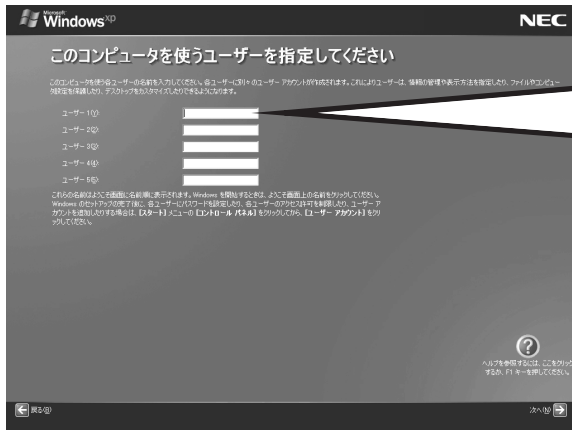 Microsoft
Windows xp
NEC
このコンピュータを使うユーザーを指定してください
このコンピュータを使う各ユーザーの名前を入力してください。各ユーザーに別々のユーザー アカウントが作成されます。これによりユーザーは、情報の管理や表示方法を指定したり、ファイルやコンピュー
タ設定を保護したり、デスクトップをカスタマイズしたりできるようになります。
ユーザー 1(Y):
ユーザー 2(2):
ユーザー 3(3):
ユーザー 4(4):
ユーザー 5(5):
これらの名前はようこそ画面に名前順に表示されます。Windows を開始するときは、ようこそ画面上の名前をクリックしてください。
Windows のセットアップの完了後に、各ユーザーにパスワードを設定したり、各ユーザーのアクセス許可を制限したり、ユーザー ア
カウントを追加したりする場合は、[スタート] メニューの [コントロール パネル] をクリックしてから、[ユーザー アカウント] をクリ
ックしてください。
ヘルプを参照するには、ここをクリック
するか、F1 キーを押してください。
戻る(B)
次へ(N)